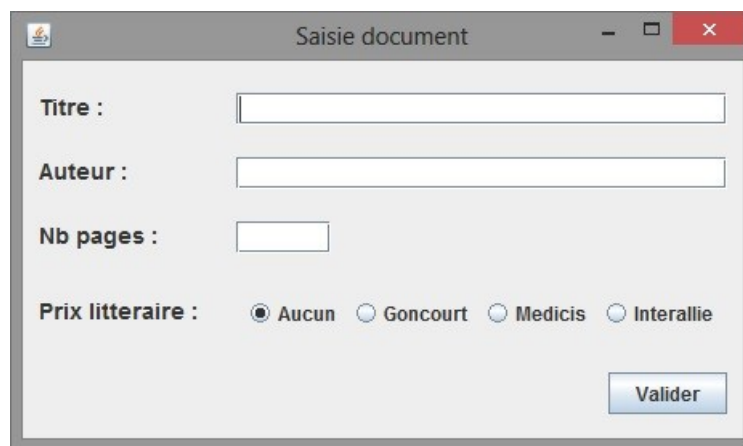 Saisie document
Titre :
Auteur :
Nb pages :
Prix litteraire : Aucun Goncourt Medicis Interallie
Valider